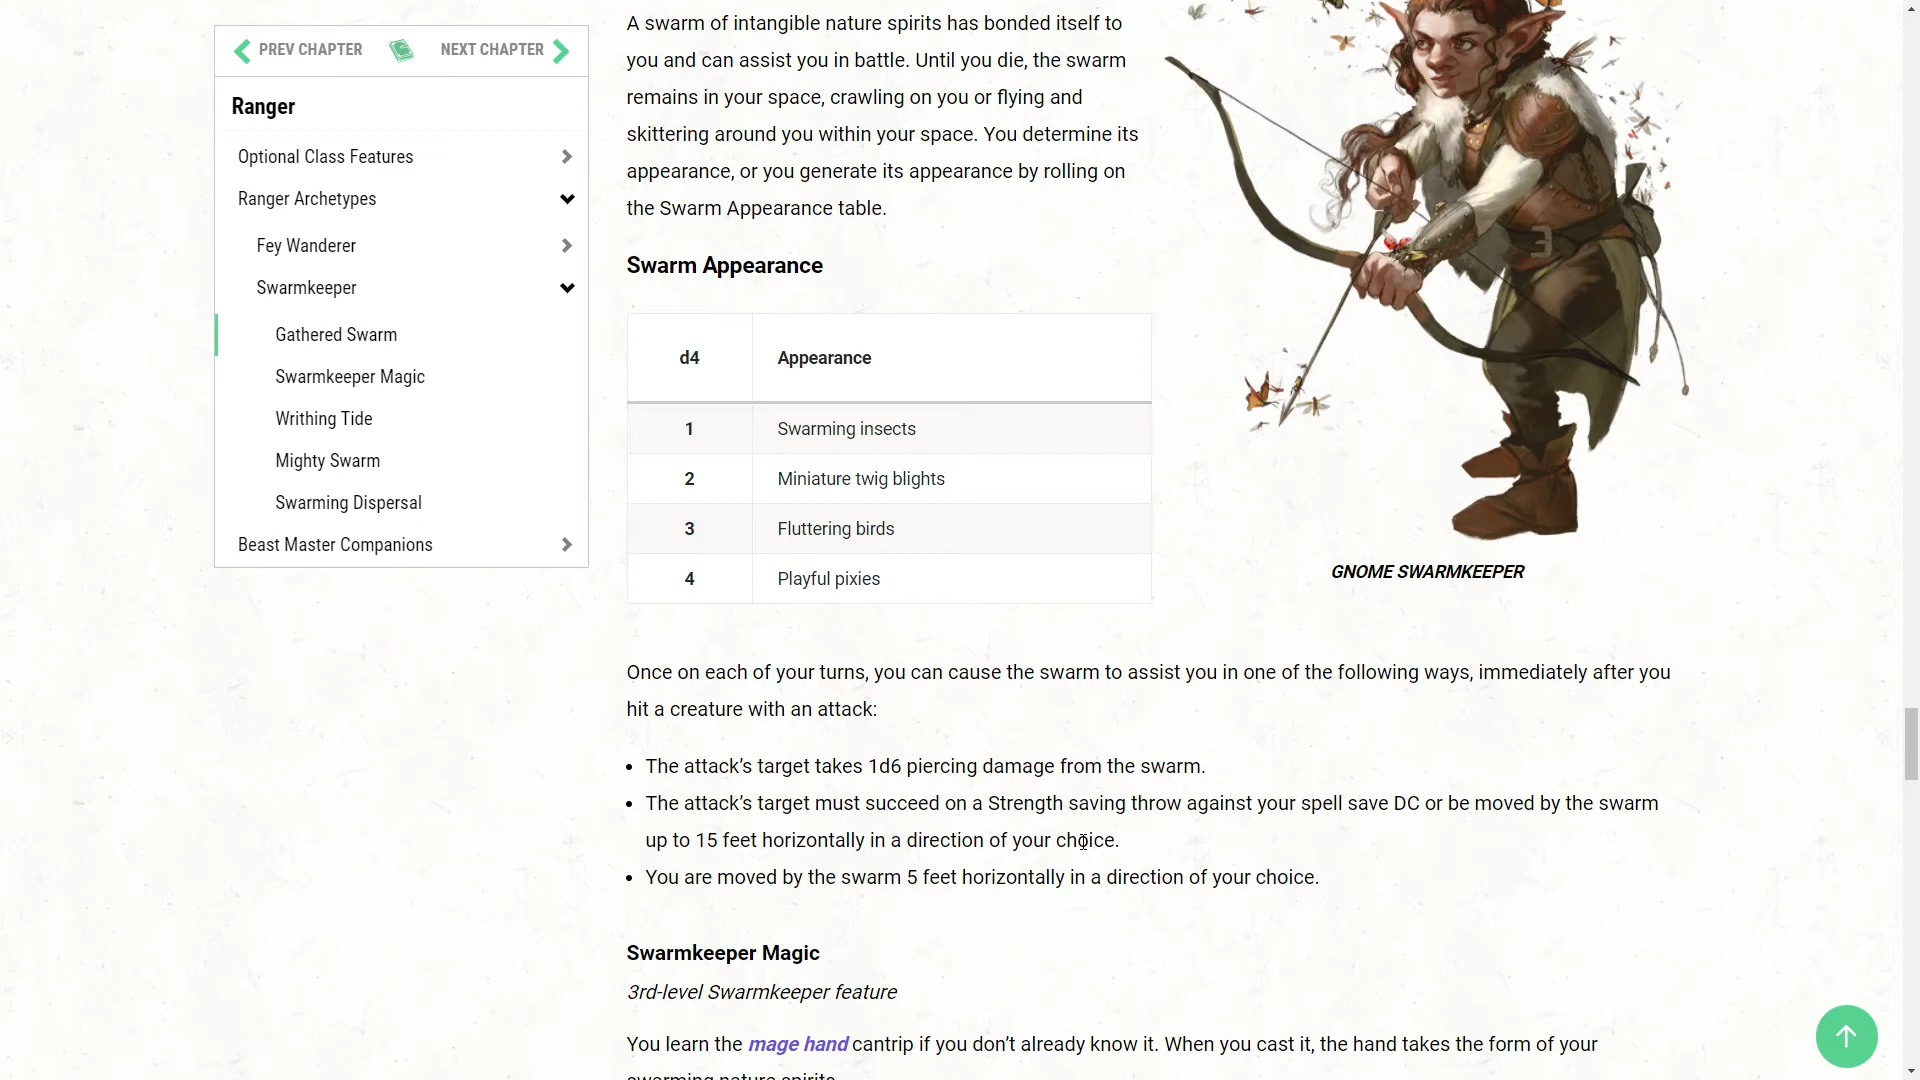 PREV CHAPTER
NEXT CHAPTER
Ranger
Optional Class Features
Ranger Archetypes
Fey Wanderer
Swarmkeeper
Gathered Swarm
Swarmkeeper Magic
Writhing Tide
Mighty Swarm
Swarming Dispersal
Beast Master Companions
A swarm of intangible nature spirits has bonded itself to
you and can assist you in battle. Until you die, the swarm
remains in your space, crawling on you or flying and
skittering around you within your space. You determine its
appearance, or you generate its appearance by rolling on
the Swarm Appearance table.
Swarm Appearance
d4 Appearance
1 Swarming insects
2 Miniature twig blights
3 Fluttering birds
4 Playful pixies
GNOME SWARMKEEPER
Once on each of your turns, you can cause the swarm to assist you in one of the following ways, immediately after you
hit a creature with an attack:
• The attack’s target takes 1d6 piercing damage from the swarm.
• The attack’s target must succeed on a Strength saving throw against your spell save DC or be moved by the swarm
up to 15 feet horizontally in a direction of your choice.
• You are moved by the swarm 5 feet horizontally in a direction of your choice.
Swarmkeeper Magic
3rd-level Swarmkeeper feature
You learn the mage hand cantrip if you don’t already know it. When you cast it, the hand takes the form of your
swarming nature spirits.